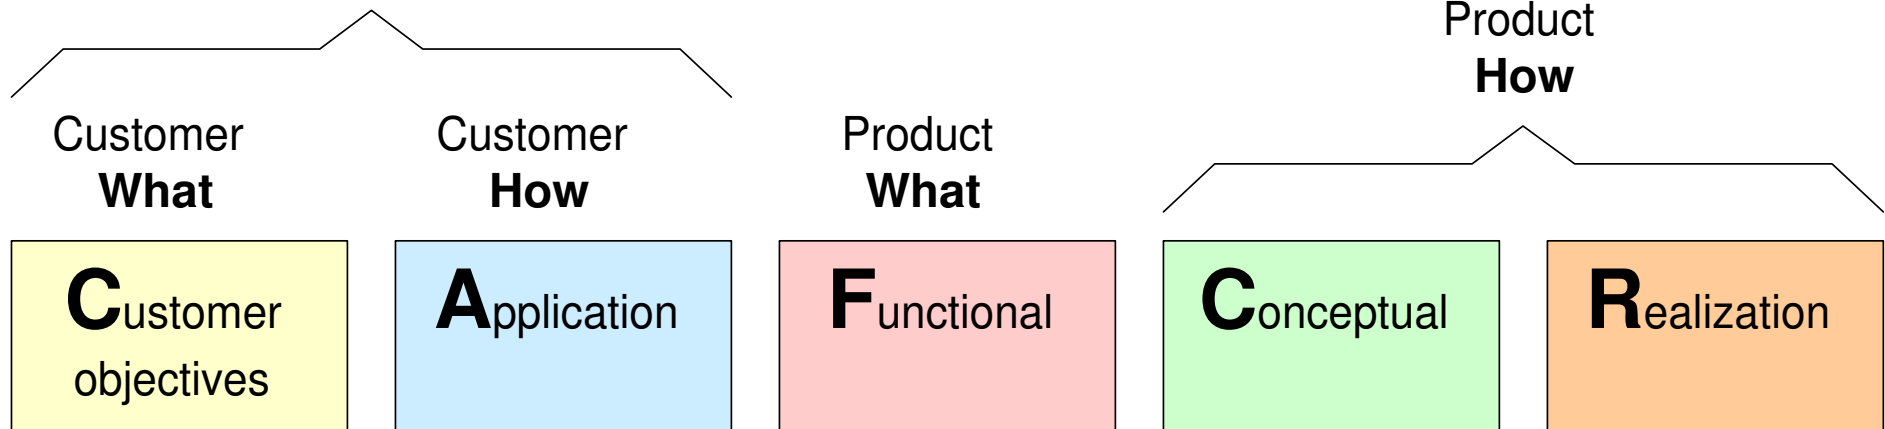 Product
How
Customer
What
Customer
How
Product
What
Customer
objectives
Application
Functional
Conceptual
Realization